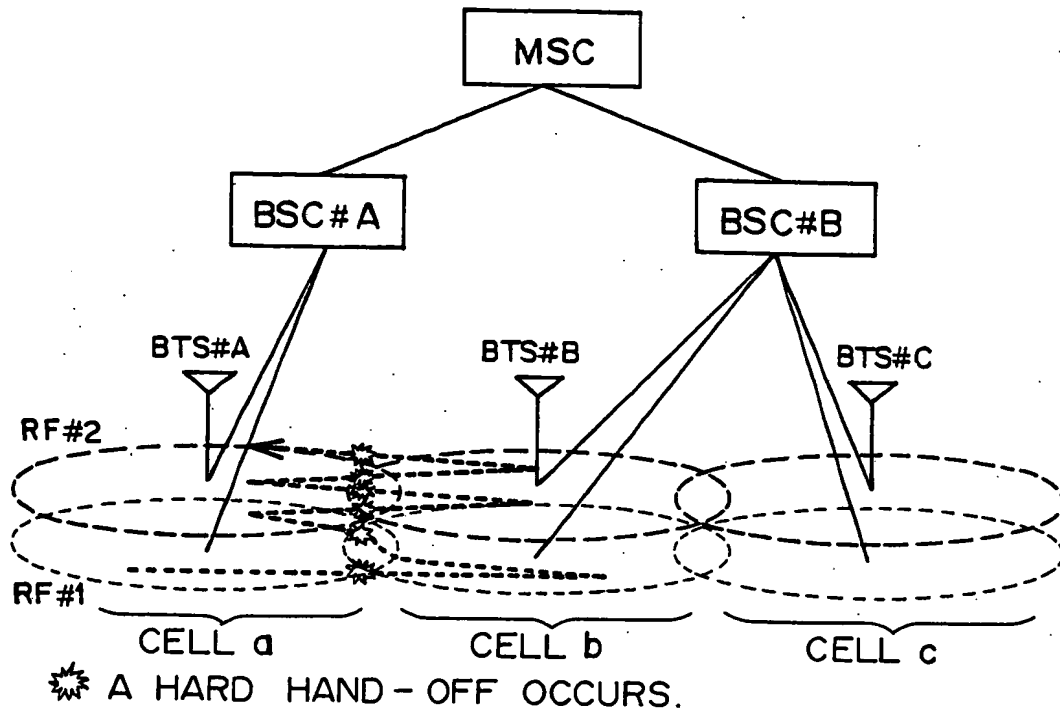 MSC
BSC#A
BSC#B
BTS#A
BTS#B
BTS#C
RF#2
RF#1
CELL a
CELL b
CELL c
A HARD HAND-OFF OCCURS.